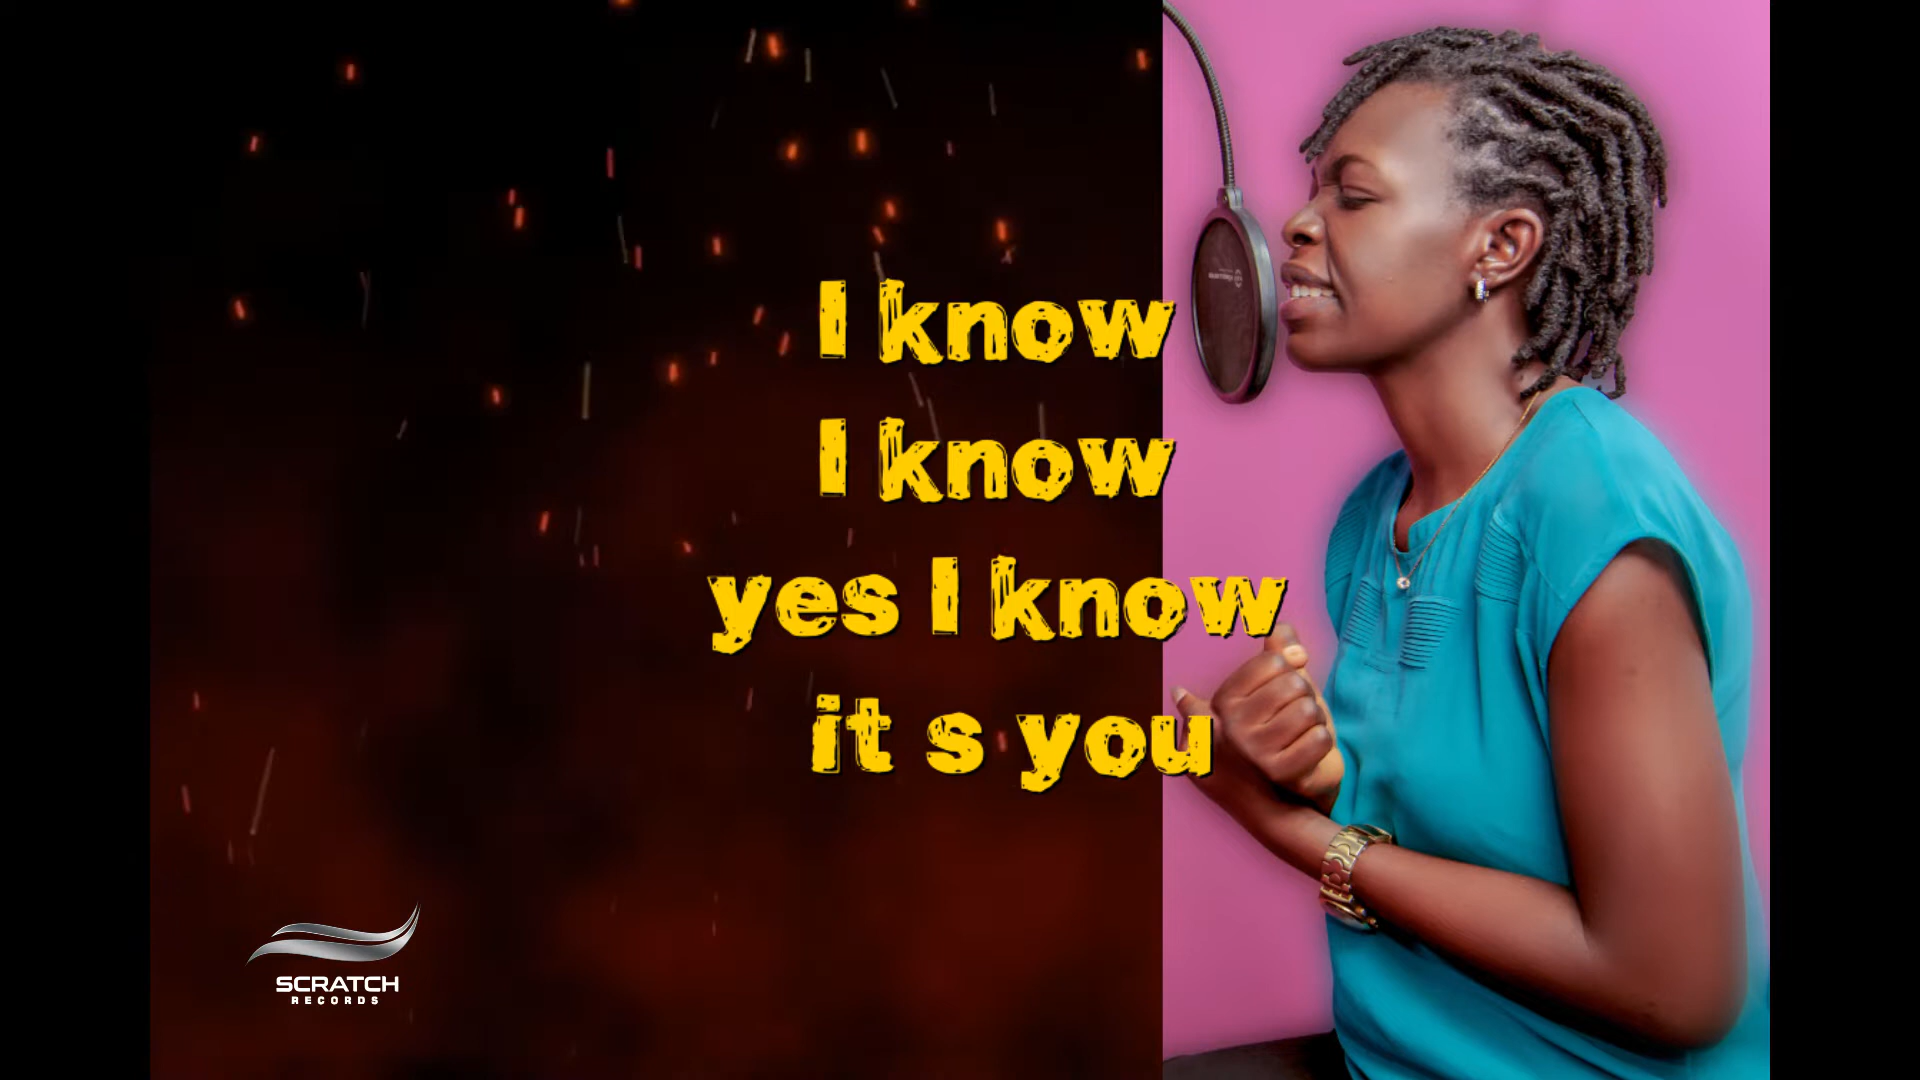 I know
I know
yes I know
it s you
SCRATCH
RECORDS